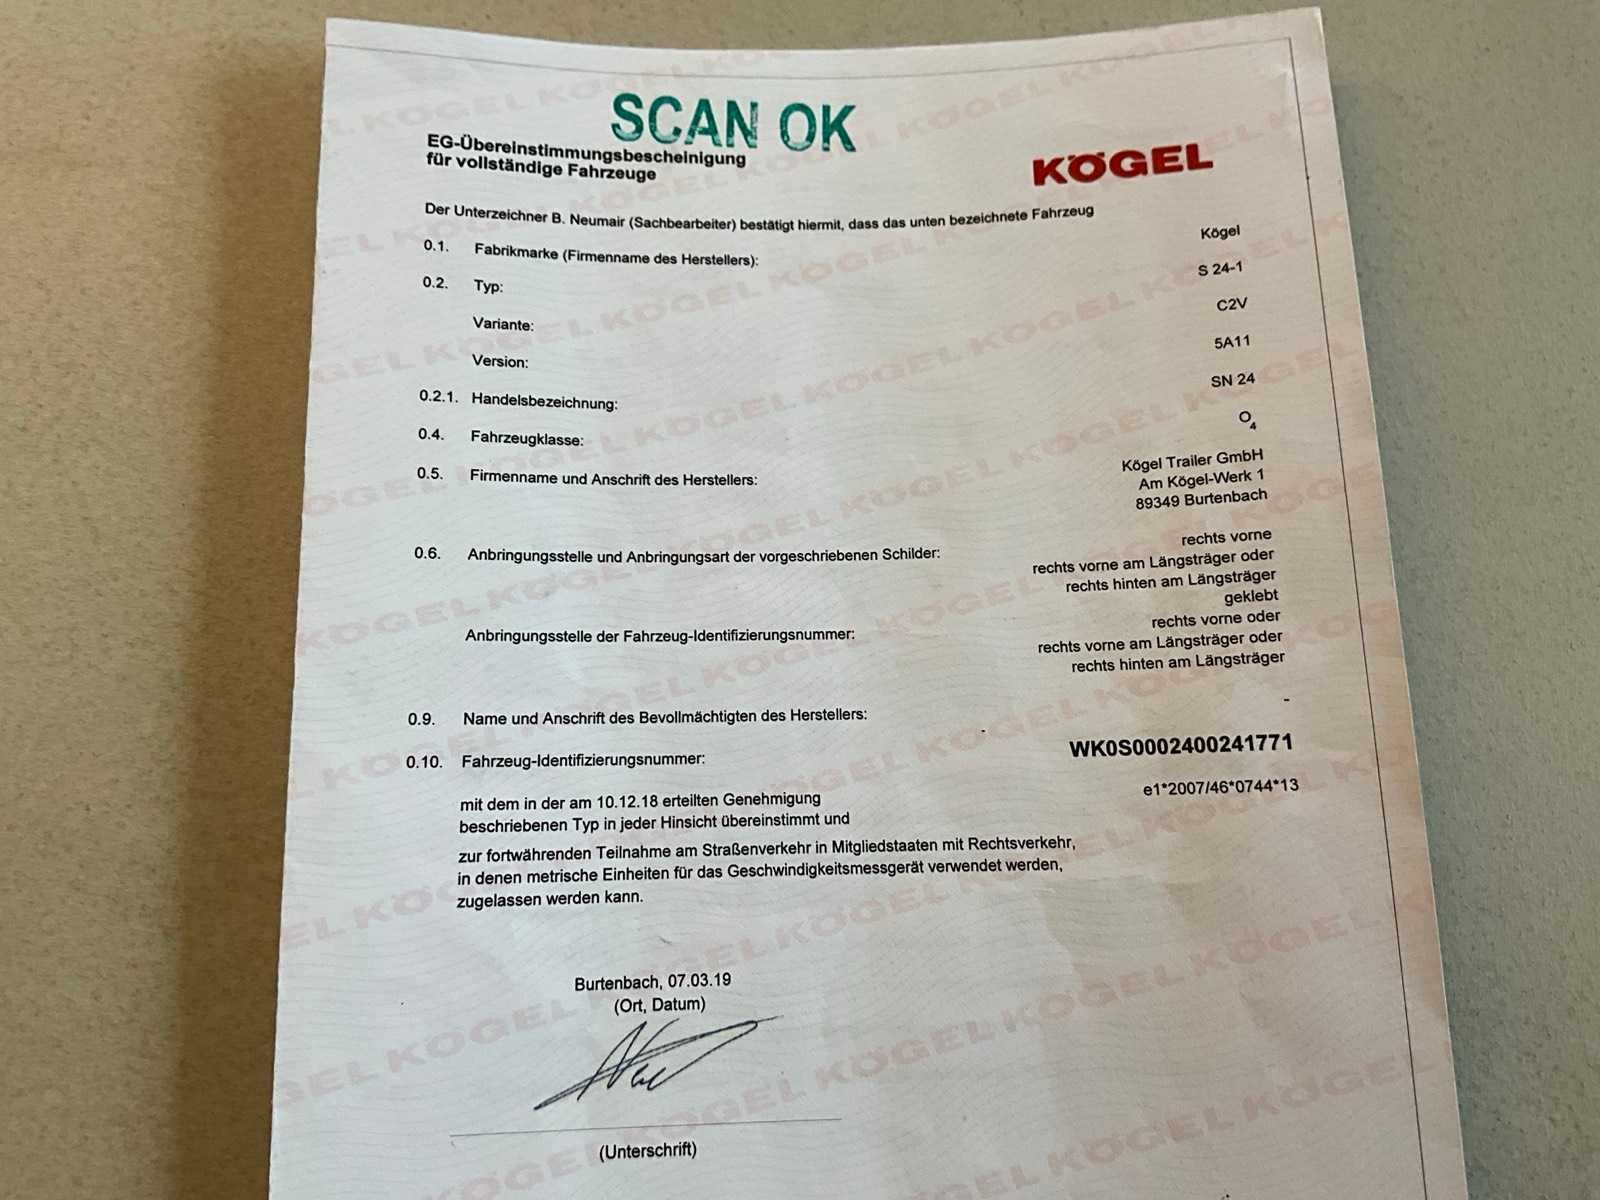 SCAN OK
EG-Übereinstimmungsbescheinigung
für vollständige Fahrzeuge
KÖGEL
Der Unterzeichner B. Neumair (Sachbearbeiter) bestätigt hiermit, dass das unten bezeichnete Fahrzeug
0.1. Fabrikmarke (Firmenname des Herstellers): Kögel
0.2. Typ: S 24-1
Variante: C2V
Version: 5A11
0.2.1. Handelsbezeichnung: SN 24
0.4. Fahrzeugklasse: O4
0.5. Firmenname und Anschrift des Herstellers: Kögel Trailer GmbH
Am Kögel-Werk 1
89349 Burtenbach
0.6. Anbringungsstelle und Anbringungsart der vorgeschriebenen Schilder: rechts vorne
rechts vorne am Längsträger oder
rechts hinten am Längsträger
geklebt
Anbringungsstelle der Fahrzeug-Identifizierungsnummer: rechts vorne oder
rechts vorne am Längsträger oder
rechts hinten am Längsträger
0.9. Name und Anschrift des Bevollmächtigten des Herstellers: -
0.10. Fahrzeug-Identifizierungsnummer: WK0S0002400241771
mit dem in der am 10.12.18 erteilten Genehmigung e1*2007/46*0744*13
beschriebenen Typ in jeder Hinsicht übereinstimmt und
zur fortwährenden Teilnahme am Straßenverkehr in Mitgliedstaaten mit Rechtsverkehr,
in denen metrische Einheiten für das Geschwindigkeitsmessgerät verwendet werden,
zugelassen werden kann.
Burtenbach, 07.03.19
(Ort, Datum)
(Unterschrift)